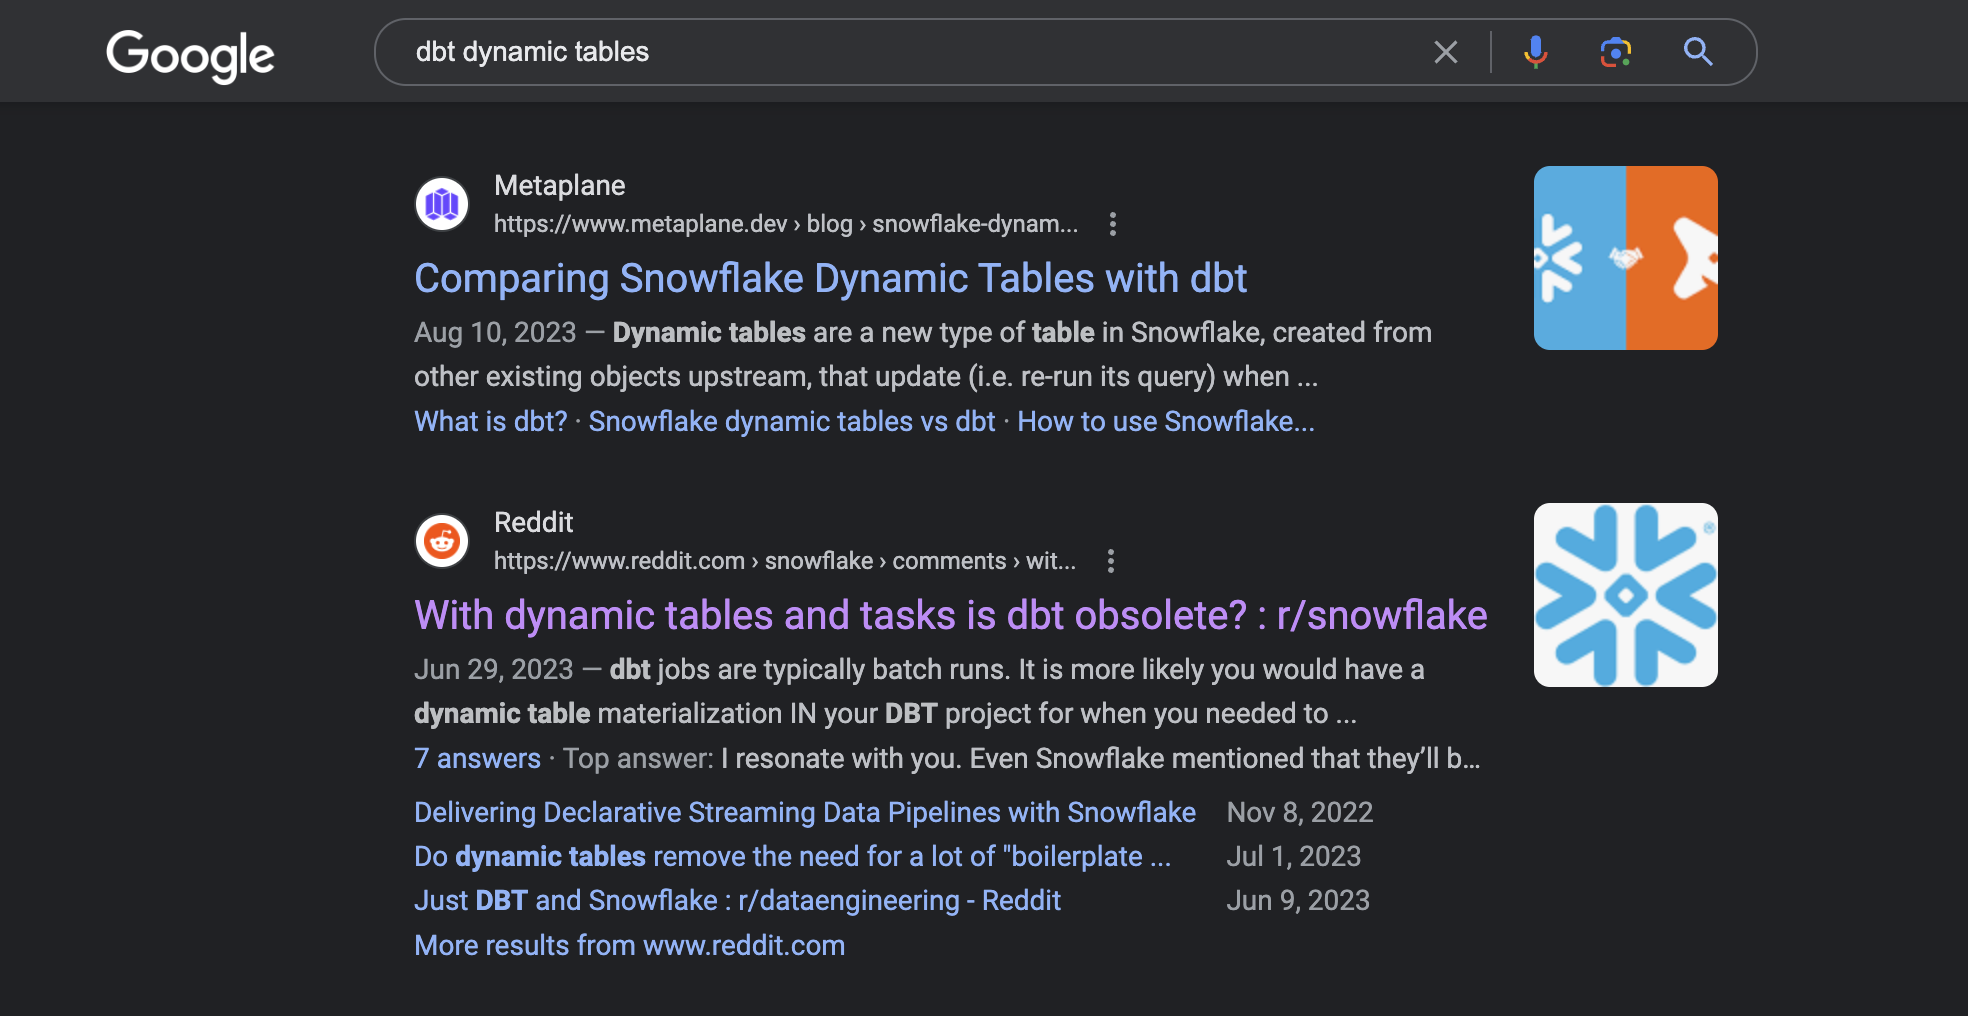 Google
dbt dynamic tables
Metaplane
https://www.metaplane.dev › blog › snowflake-dynam...
Comparing Snowflake Dynamic Tables with dbt
Aug 10, 2023 — Dynamic tables are a new type of table in Snowflake, created from
other existing objects upstream, that update (i.e. re-run its query) when ...
What is dbt? · Snowflake dynamic tables vs dbt · How to use Snowflake...
Reddit
https://www.reddit.com › snowflake › comments › wit...
With dynamic tables and tasks is dbt obsolete? : r/snowflake
Jun 29, 2023 — dbt jobs are typically batch runs. It is more likely you would have a
dynamic table materialization IN your DBT project for when you needed to ...
7 answers · Top answer: I resonate with you. Even Snowflake mentioned that they’ll b...
Delivering Declarative Streaming Data Pipelines with Snowflake Nov 8, 2022
Do dynamic tables remove the need for a lot of "boilerplate ... Jul 1, 2023
Just DBT and Snowflake : r/dataengineering - Reddit Jun 9, 2023
More results from www.reddit.com